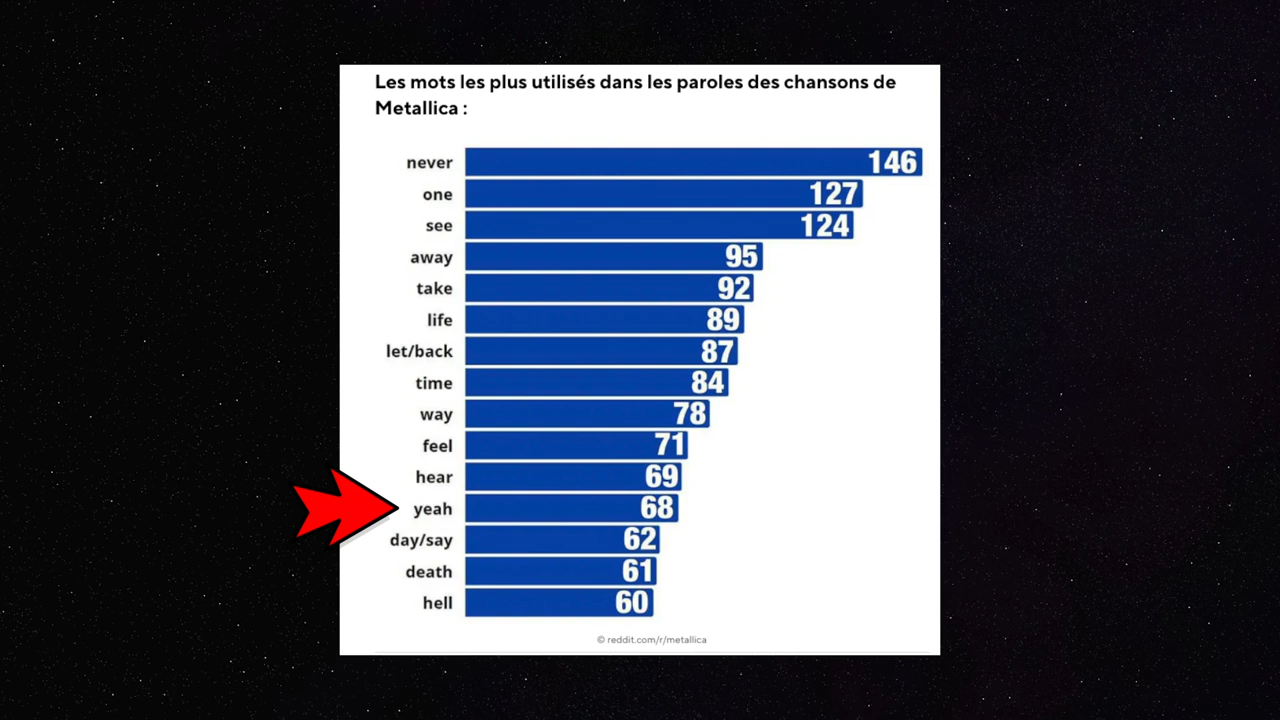 Les mots les plus utilisés dans les paroles des chansons de
Metallica :
never 146
one 127
see 124
away 95
take 92
life 89
let/back 87
time 84
way 78
feel 71
hear 69
yeah 68
day/say 62
death 61
hell 60
© reddit.com/r/metallica